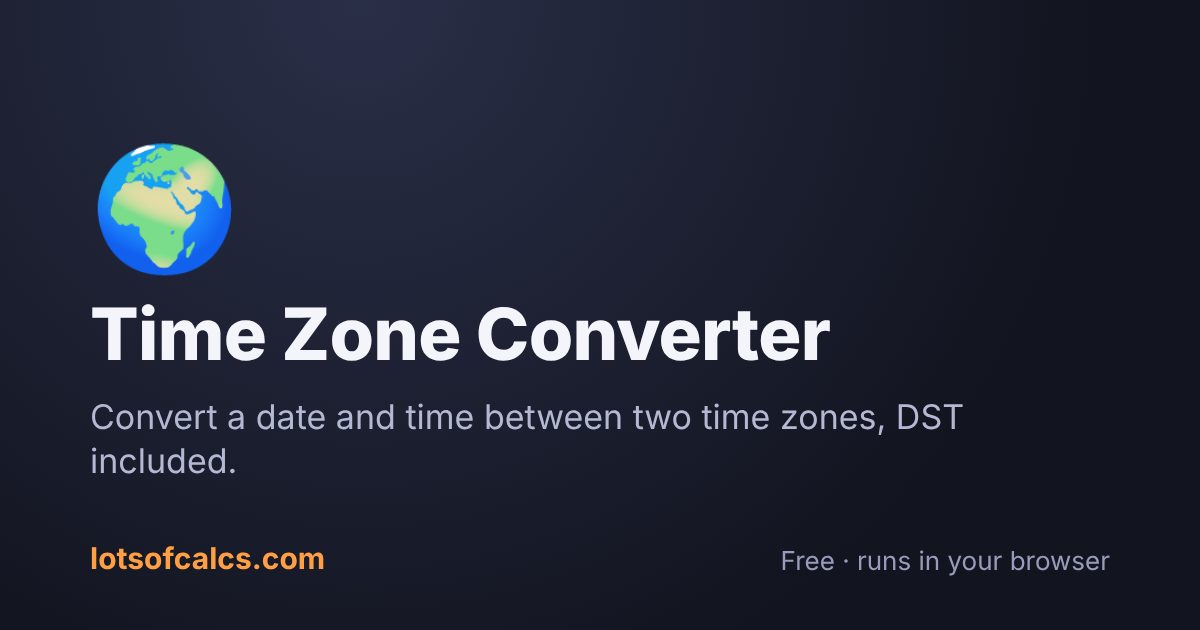 Time Zone Converter
Convert a date and time between two time zones, DST
included.
lotsofcalcs.com
Free · runs in your browser